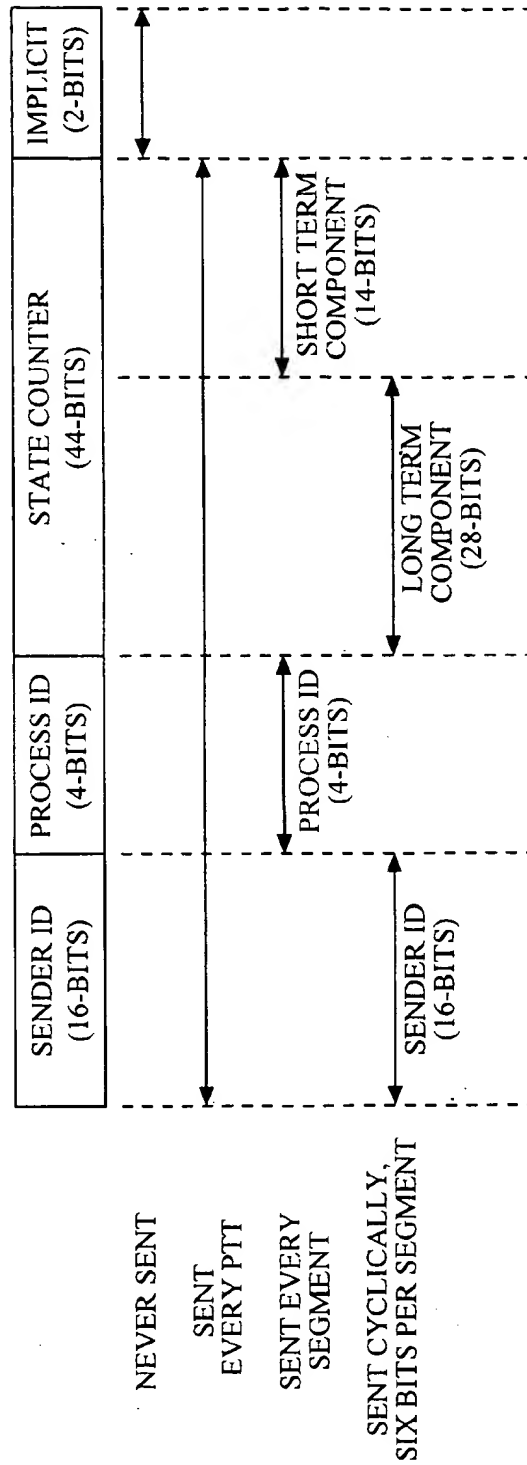 SENDER ID
(16-BITS)
PROCESS ID
(4-BITS)
STATE COUNTER
(44-BITS)
IMPLICIT
(2-BITS)
NEVER SENT
SENT
EVERY PTT
SENT EVERY
SEGMENT
PROCESS ID
(4-BITS)
SHORT TERM
COMPONENT
(14-BITS)
SENT CYCLICALLY,
SIX BITS PER SEGMENT
SENDER ID
(16-BITS)
LONG TERM
COMPONENT
(28-BITS)